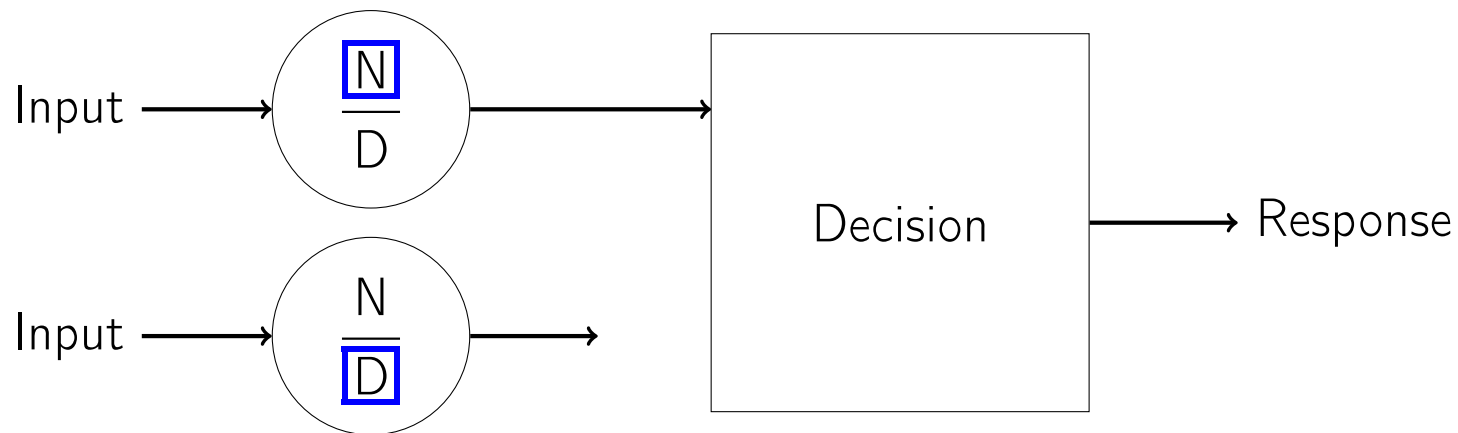 Input
N
D
Decision
Response
Input
N
D